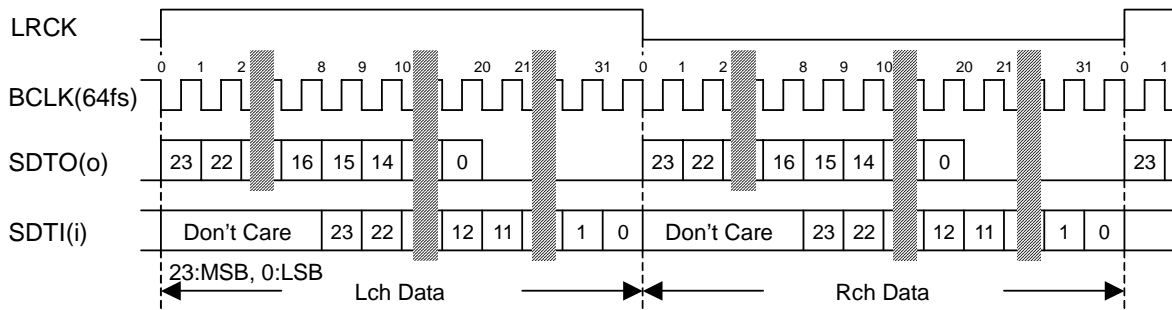 LRCK
0 1 2 8 9 10 20 21 31 0 1 2 8 9 10 20 21 31 0 1
BCLK(64fs)
SDTO(o) 23 22 16 15 14 0 23 22 16 15 14 0 23
SDTI(i) Don't Care 23 22 12 11 1 0 Don't Care 23 22 12 11 1 0
23:MSB, 0:LSB
Lch Data Rch Data